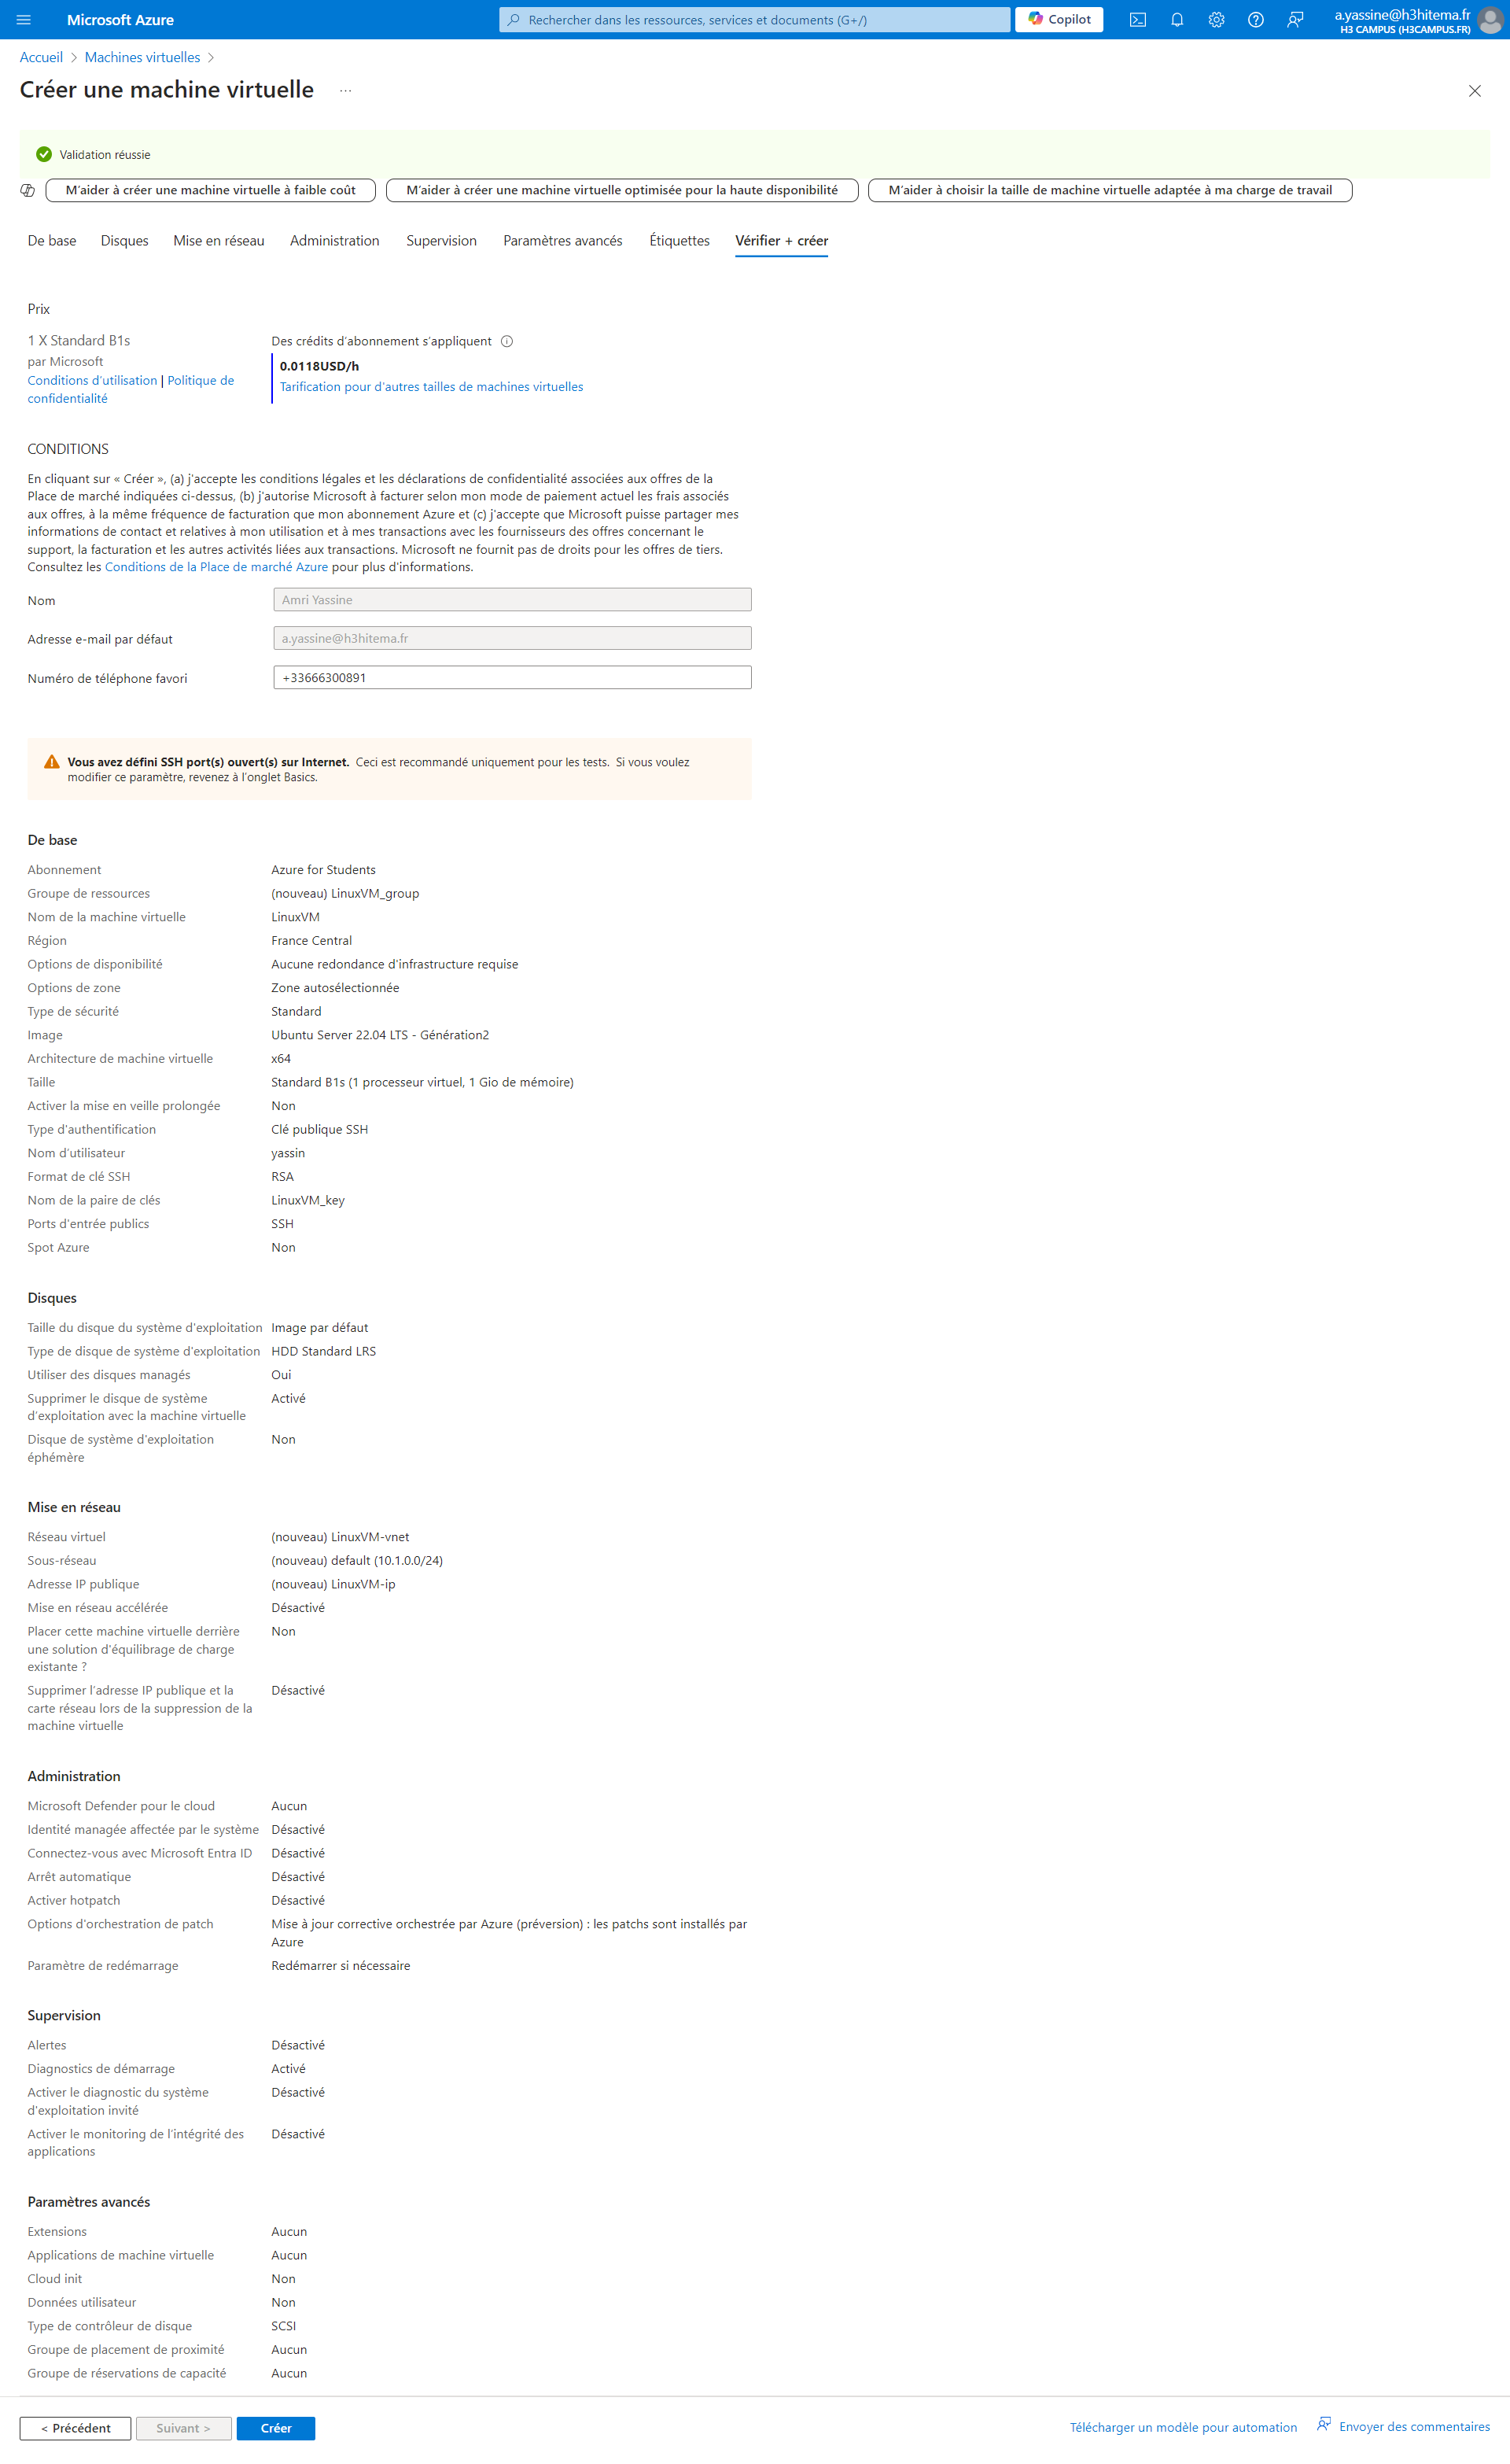 Microsoft Azure
Rechercher dans les ressources, services et documents (G+/)
Copilot
a.yassine@h3hitema.fr
H3 CAMPUS (H3CAMPUS.FR)
Accueil > Machines virtuelles >
Créer une machine virtuelle ...
Validation réussie
M'aider à créer une machine virtuelle à faible coût
M'aider à créer une machine virtuelle optimisée pour la haute disponibilité
M'aider à choisir la taille de machine virtuelle adaptée à ma charge de travail
De base Disques Mise en réseau Administration Supervision Paramètres avancés Étiquettes Vérifier + créer
Prix
1 X Standard B1s
par Microsoft
Conditions d'utilisation | Politique de
confidentialité
Des crédits d'abonnement s'appliquent
0.0118USD/h
Tarification pour d'autres tailles de machines virtuelles
CONDITIONS
En cliquant sur « Créer », (a) j'accepte les conditions légales et les déclarations de confidentialité associées aux offres de la
Place de marché indiquées ci-dessus, (b) j'autorise Microsoft à facturer selon mon mode de paiement actuel les frais associés
aux offres, à la même fréquence de facturation que mon abonnement Azure et (c) j'accepte que Microsoft puisse partager mes
informations de contact et relatives à mon utilisation et à mes transactions avec les fournisseurs des offres concernant le
support, la facturation et les autres activités liées aux transactions. Microsoft ne fournit pas de droits pour les offres de tiers.
Consultez les Conditions de la Place de marché Azure pour plus d'informations.
Nom Amri Yassine
Adresse e-mail par défaut a.yassine@h3hitema.fr
Numéro de téléphone favori +33666300891
Vous avez défini SSH port(s) ouvert(s) sur Internet. Ceci est recommandé uniquement pour les tests. Si vous voulez
modifier ce paramètre, revenez à l'onglet Basics.
De base
Abonnement Azure for Students
Groupe de ressources (nouveau) LinuxVM_group
Nom de la machine virtuelle LinuxVM
Région France Central
Options de disponibilité Aucune redondance d'infrastructure requise
Options de zone Zone autosélectionnée
Type de sécurité Standard
Image Ubuntu Server 22.04 LTS - Génération2
Architecture de machine virtuelle x64
Taille Standard B1s (1 processeur virtuel, 1 Gio de mémoire)
Activer la mise en veille prolongée Non
Type d'authentification Clé publique SSH
Nom d'utilisateur yassin
Format de clé SSH RSA
Nom de la paire de clés LinuxVM_key
Ports d'entrée publics SSH
Spot Azure Non
Disques
Taille du disque du système d'exploitation Image par défaut
Type de disque de système d'exploitation HDD Standard LRS
Utiliser des disques managés Oui
Supprimer le disque de système Activé
d'exploitation avec la machine virtuelle
Disque de système d'exploitation Non
éphémère
Mise en réseau
Réseau virtuel (nouveau) LinuxVM-vnet
Sous-réseau (nouveau) default (10.1.0.0/24)
Adresse IP publique (nouveau) LinuxVM-ip
Mise en réseau accélérée Désactivé
Placer cette machine virtuelle derrière Non
une solution d'équilibrage de charge
existante ?
Supprimer l'adresse IP publique et la Désactivé
carte réseau lors de la suppression de la
machine virtuelle
Administration
Microsoft Defender pour le cloud Aucun
Identité managée affectée par le système Désactivé
Connectez-vous avec Microsoft Entra ID Désactivé
Arrêt automatique Désactivé
Activer hotpatch Désactivé
Options d'orchestration de patch Mise à jour corrective orchestrée par Azure (préversion) : les patchs sont installés par
Azure
Paramètre de redémarrage Redémarrer si nécessaire
Supervision
Alertes Désactivé
Diagnostics de démarrage Activé
Activer le diagnostic du système Désactivé
d'exploitation invité
Activer le monitoring de l'intégrité des Désactivé
applications
Paramètres avancés
Extensions Aucun
Applications de machine virtuelle Aucun
Cloud init Non
Données utilisateur Non
Type de contrôleur de disque SCSI
Groupe de placement de proximité Aucun
Groupe de réservations de capacité Aucun
< Précédent Suivant > Créer
Télécharger un modèle pour automation Envoyer des commentaires